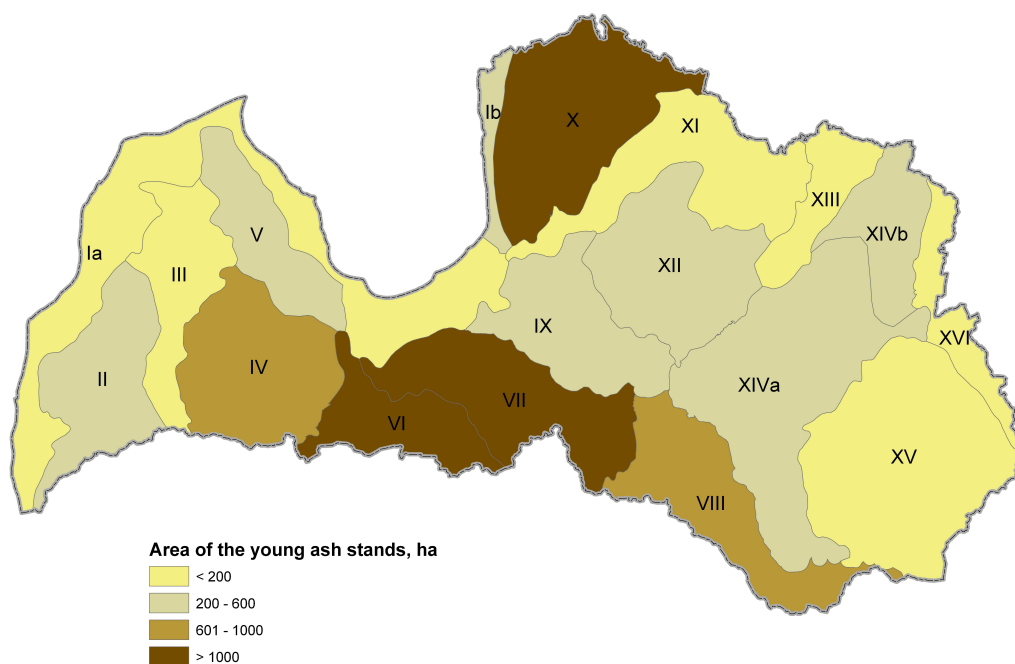 Ib
X
XI
XIII
V
XIVb
Ia
III
XII
IX
XVI
IV
II
XIVa
VII
VI
XV
VIII
Area of the young ash stands, ha
< 200
200 - 600
601 - 1000
> 1000